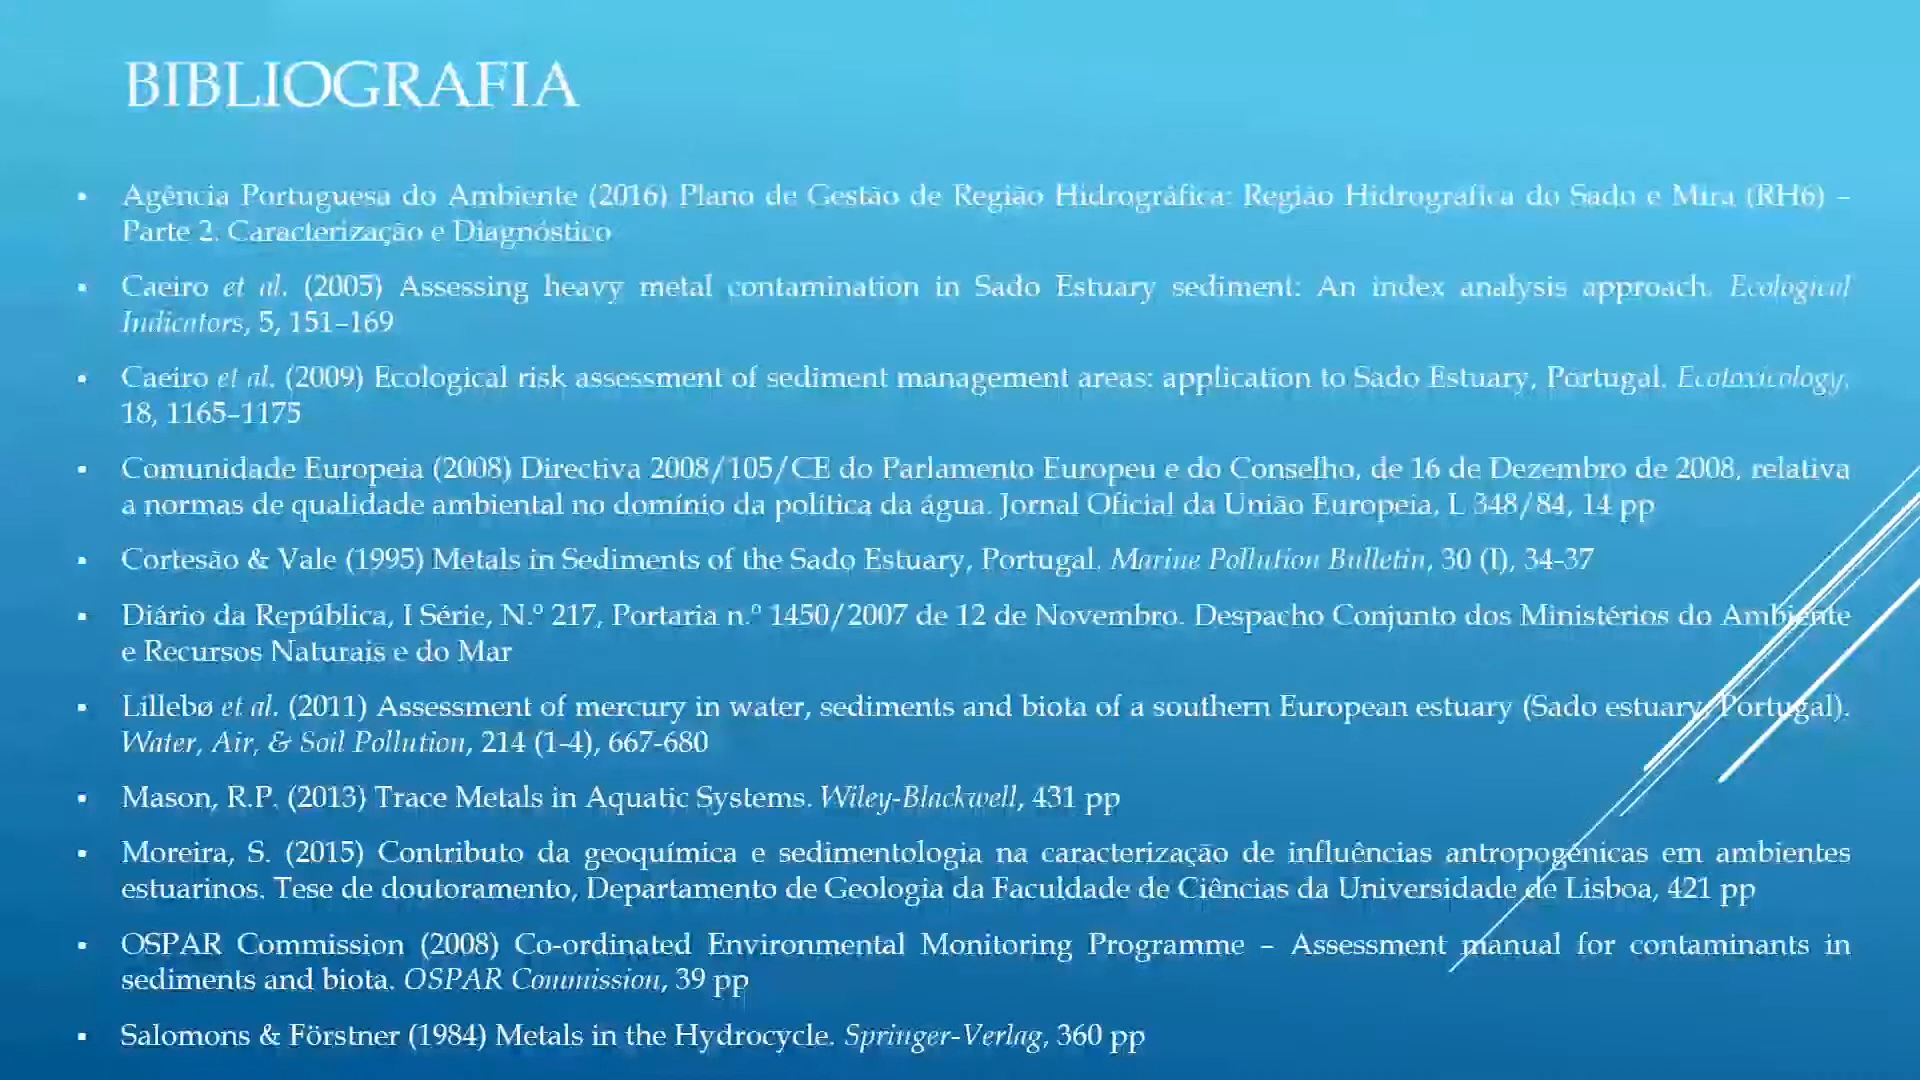 BIBLIOGRAFIA
▪ Agência Portuguesa do Ambiente (2016) Plano de Gestão de Região Hidrográfica: Região Hidrográfica do Sado e Mira (RH6) –
Parte 2. Caracterização e Diagnóstico
▪ Caeiro et al. (2005) Assessing heavy metal contamination in Sado Estuary sediment: An index analysis approach. Ecological
Indicators, 5, 151–169
▪ Caeiro et al. (2009) Ecological risk assessment of sediment management areas: application to Sado Estuary, Portugal. Ecotoxicology,
18, 1165–1175
▪ Comunidade Europeia (2008) Directiva 2008/105/CE do Parlamento Europeu e do Conselho, de 16 de Dezembro de 2008, relativa
a normas de qualidade ambiental no domínio da política da água. Jornal Oficial da União Europeia, L 348/84, 14 pp
▪ Cortesão & Vale (1995) Metals in Sediments of the Sado Estuary, Portugal. Marine Pollution Bulletin, 30 (I), 34-37
▪ Diário da República, I Série, N.º 217, Portaria n.º 1450/2007 de 12 de Novembro. Despacho Conjunto dos Ministérios do Ambiente
e Recursos Naturais e do Mar
▪ Lillebø et al. (2011) Assessment of mercury in water, sediments and biota of a southern European estuary (Sado estuary, Portugal).
Water, Air, & Soil Pollution, 214 (1-4), 667-680
▪ Mason, R.P. (2013) Trace Metals in Aquatic Systems. Wiley-Blackwell, 431 pp
▪ Moreira, S. (2015) Contributo da geoquímica e sedimentologia na caracterização de influências antropogénicas em ambientes
estuarinos. Tese de doutoramento, Departamento de Geologia da Faculdade de Ciências da Universidade de Lisboa, 421 pp
▪ OSPAR Commission (2008) Co-ordinated Environmental Monitoring Programme – Assessment manual for contaminants in
sediments and biota. OSPAR Commission, 39 pp
▪ Salomons & Förstner (1984) Metals in the Hydrocycle. Springer-Verlag, 360 pp